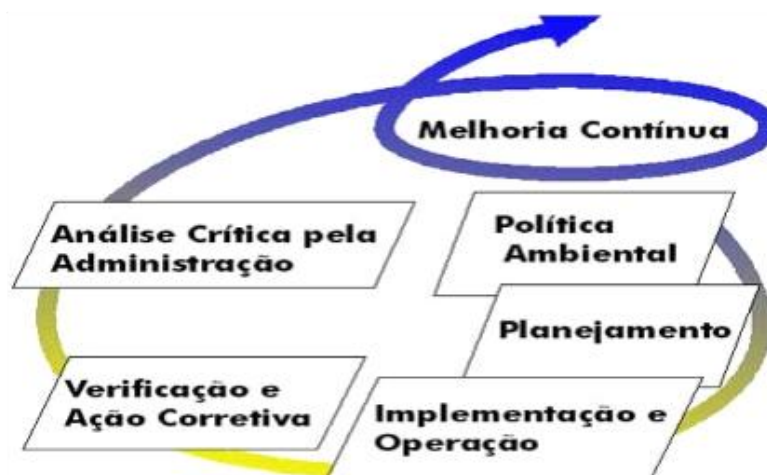 Melhoria Contínua
Política
Ambiental
Planejamento
Implementação e
Operação
Verificação e
Ação Corretiva
Análise Crítica pela
Administração